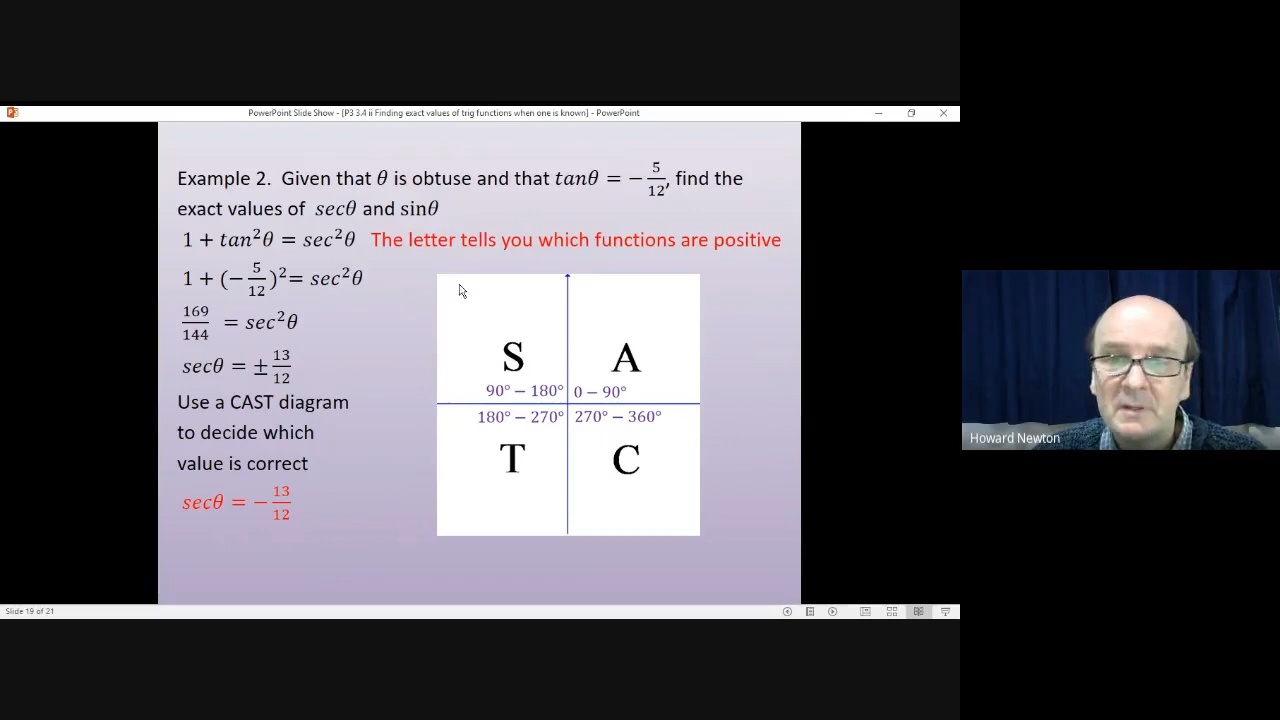 PowerPoint Slide Show - [P3 3.4 ii Finding exact values of trig functions when one is known] - PowerPoint
Example 2. Given that θ is obtuse and that tanθ = −5/12, find the
exact values of secθ and sinθ
1 + tan²θ = sec²θ The letter tells you which functions are positive
1 + (−5/12)² = sec²θ
169/144 = sec²θ
secθ = ±13/12
Use a CAST diagram
to decide which
value is correct
secθ = −13/12
S A
90° − 180° 0 − 90°
180° − 270° 270° − 360°
T C
Howard Newton
Slide 19 of 21